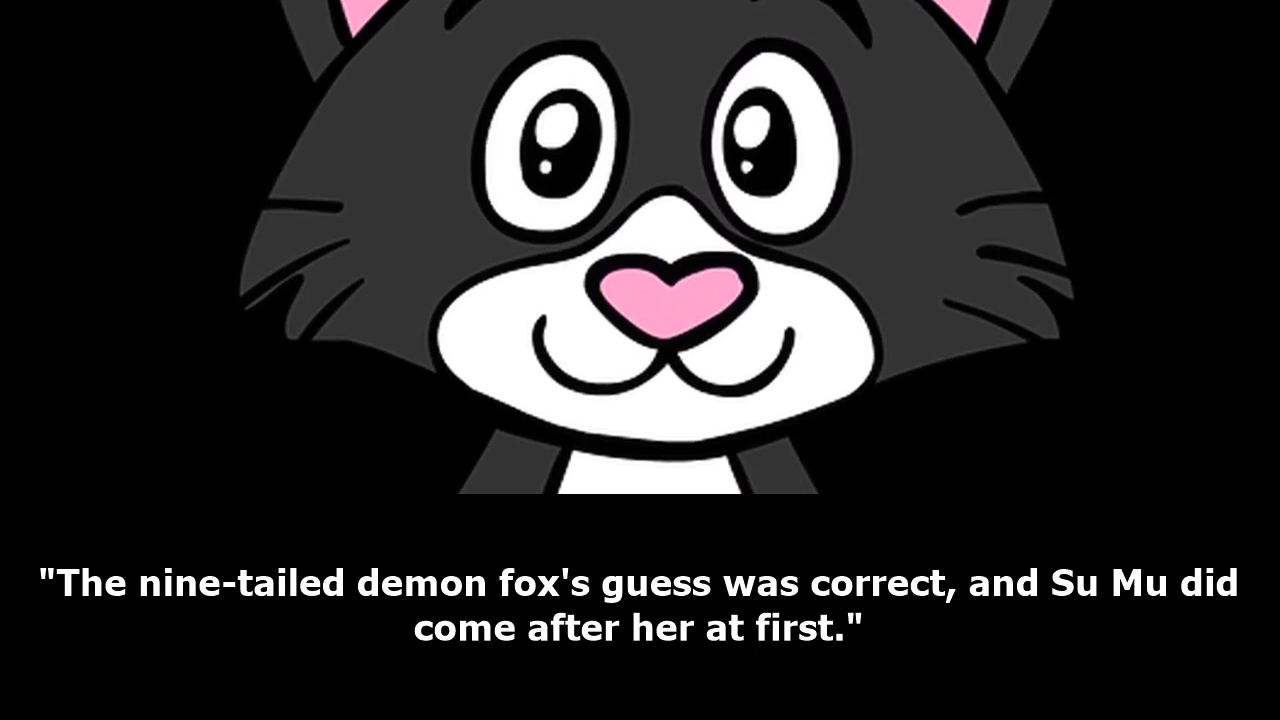 "The nine-tailed demon fox's guess was correct, and Su Mu did
come after her at first."